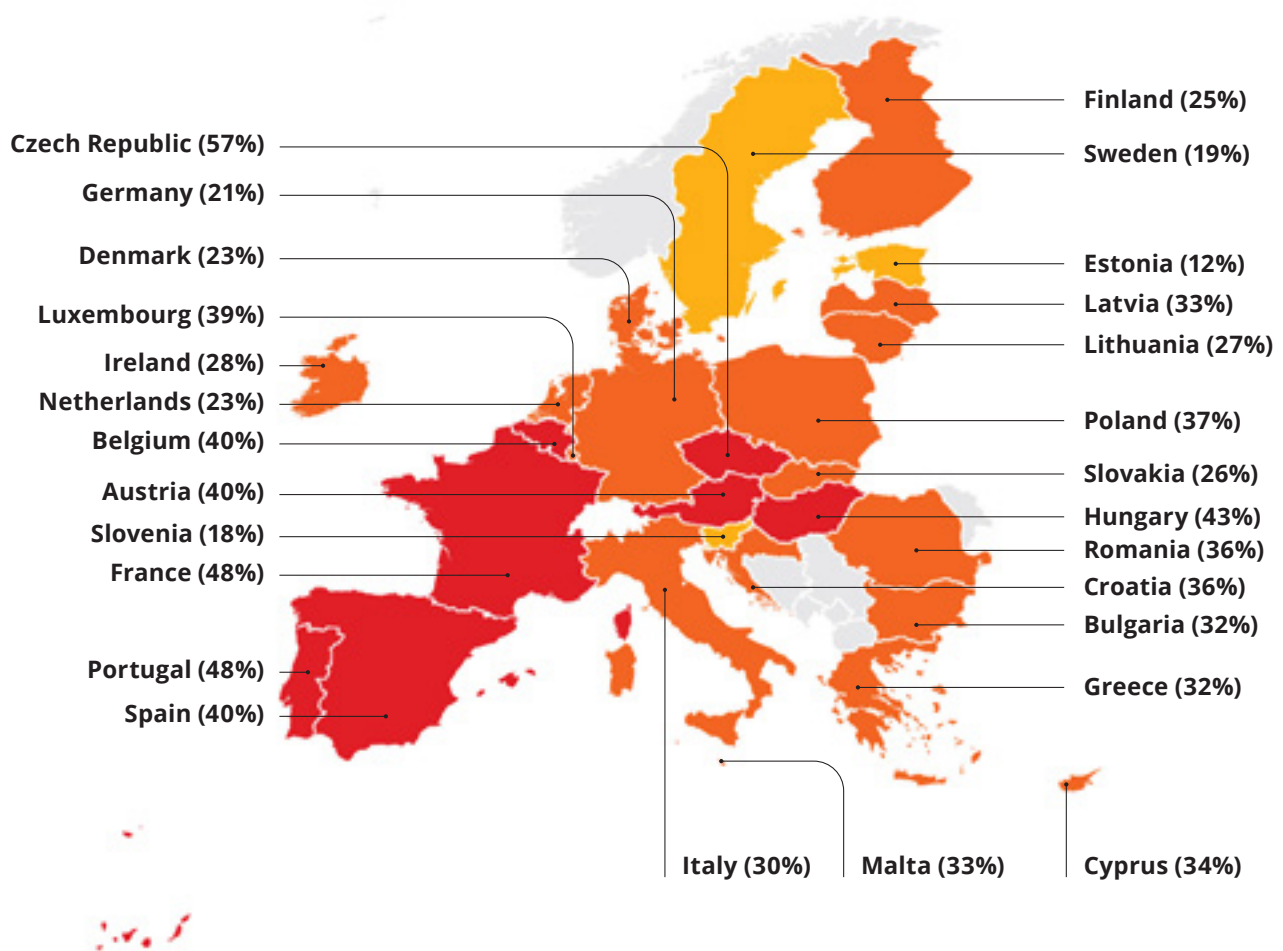 Czech Republic (57%)
Germany (21%)
Denmark (23%)
Luxembourg (39%)
Ireland (28%)
Netherlands (23%)
Belgium (40%)
Austria (40%)
Slovenia (18%)
France (48%)
Portugal (48%)
Spain (40%)
Finland (25%)
Sweden (19%)
Estonia (12%)
Latvia (33%)
Lithuania (27%)
Poland (37%)
Slovakia (26%)
Hungary (43%)
Romania (36%)
Croatia (36%)
Bulgaria (32%)
Greece (32%)
Italy (30%)
Malta (33%)
Cyprus (34%)